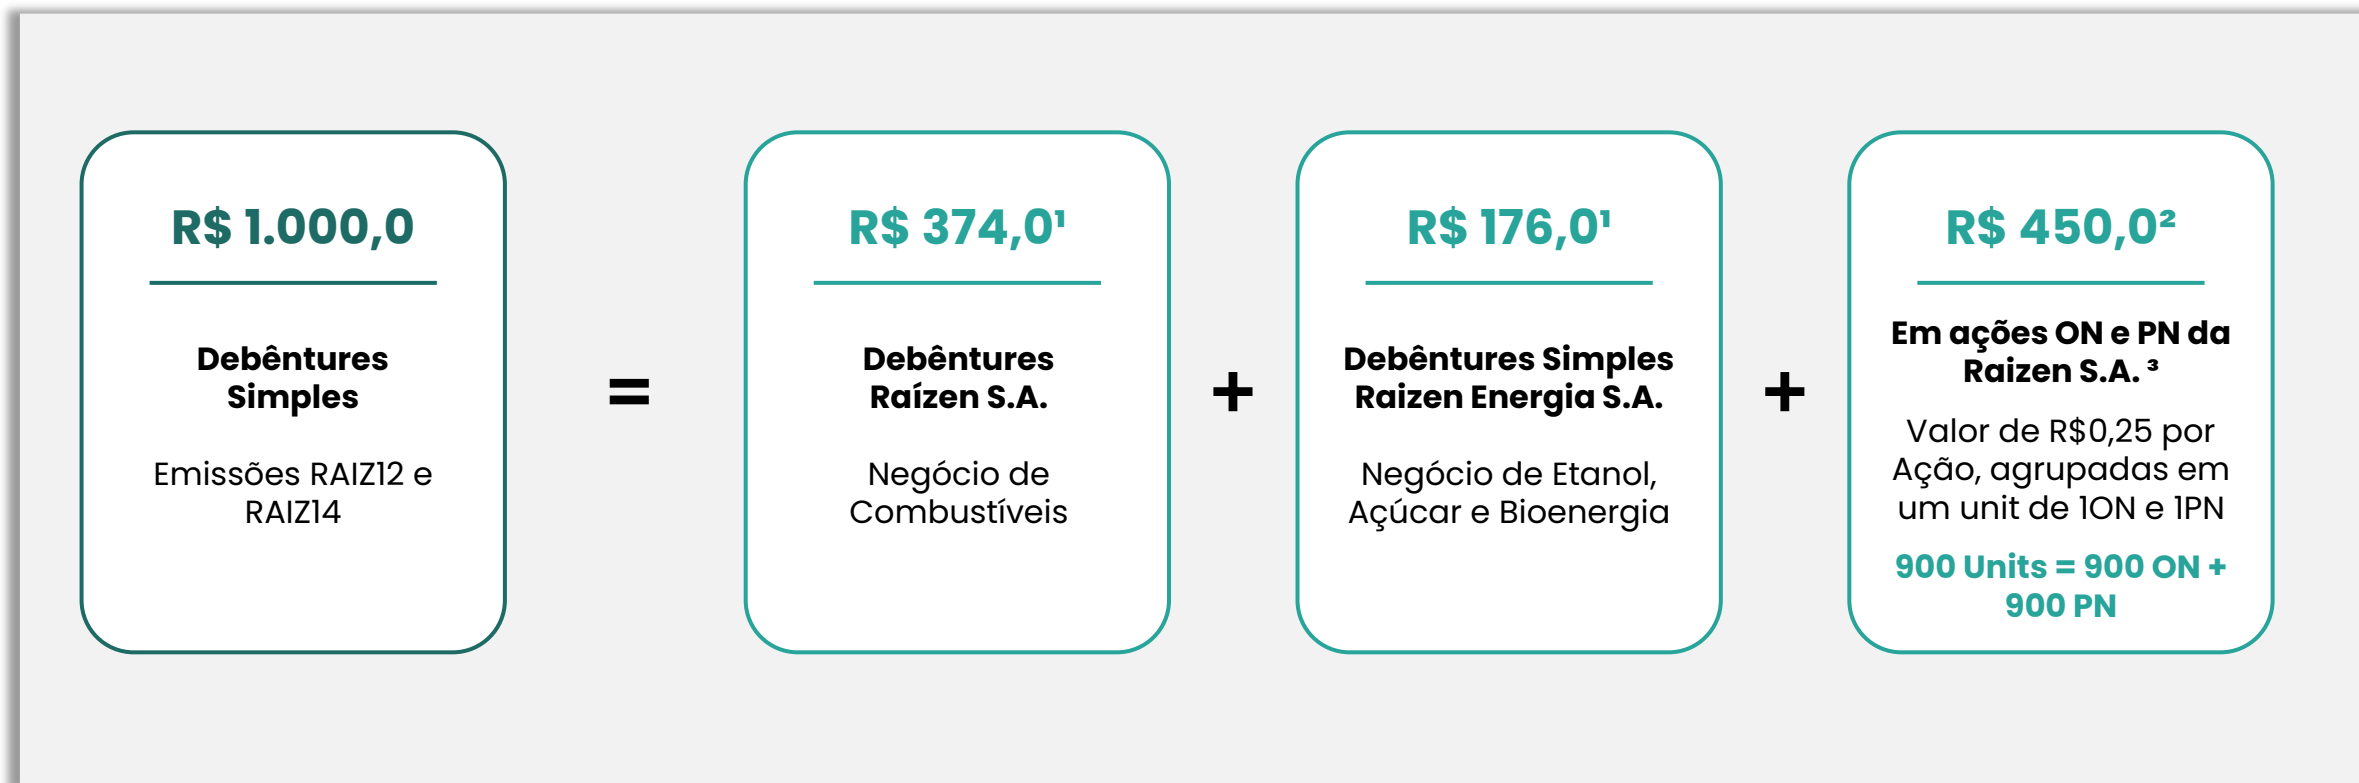 R$ 1.000,0
Debêntures
Simples
Emissões RAIZ12 e
RAIZ14
=
R$ 374,0¹
Debêntures
Raízen S.A.
Negócio de
Combustíveis
+
R$ 176,0¹
Debêntures Simples
Raizen Energia S.A.
Negócio de Etanol,
Açúcar e Bioenergia
+
R$ 450,0²
Em ações ON e PN da
Raizen S.A. ³
Valor de R$0,25 por
Ação, agrupadas em
um unit de 1ON e 1PN
900 Units = 900 ON +
900 PN